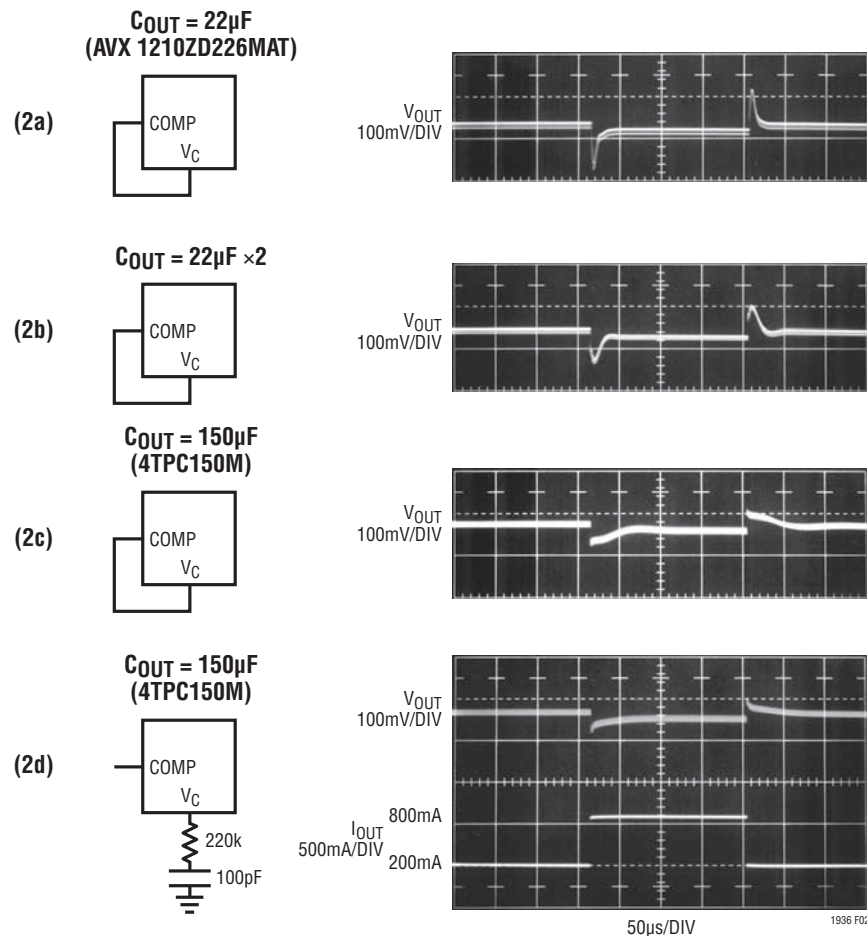 COUT = 22µF
(AVX 1210ZD226MAT)
(2a)
COMP
VC
VOUT
100mV/DIV
COUT = 22µF ×2
(2b)
COMP
VC
VOUT
100mV/DIV
COUT = 150µF
(4TPC150M)
(2c)
COMP
VC
VOUT
100mV/DIV
COUT = 150µF
(4TPC150M)
(2d)
COMP
VC
220k
100pF
VOUT
100mV/DIV
800mA
IOUT
500mA/DIV
200mA
50µs/DIV
1936 F02